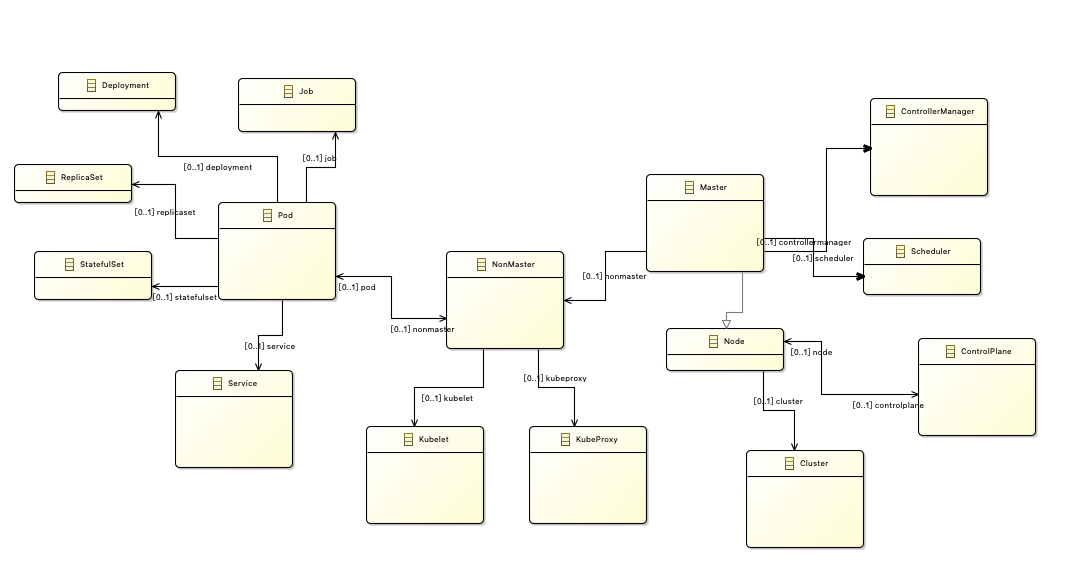 Deployment
Job
ControllerManager
[0..1] job
[0..1] deployment
ReplicaSet
Master
[0..1] replicaset
Pod
[0..1] controllermanager
[0..1] scheduler
Scheduler
StatefulSet
NonMaster
[0..1] nonmaster
[0..1] statefulset
[0..1] pod
[0..1] nonmaster
Node
[0..1] service
[0..1] node
ControlPlane
Service
[0..1] kubeproxy
[0..1] kubelet
[0..1] cluster
[0..1] controlplane
Kubelet
KubeProxy
Cluster